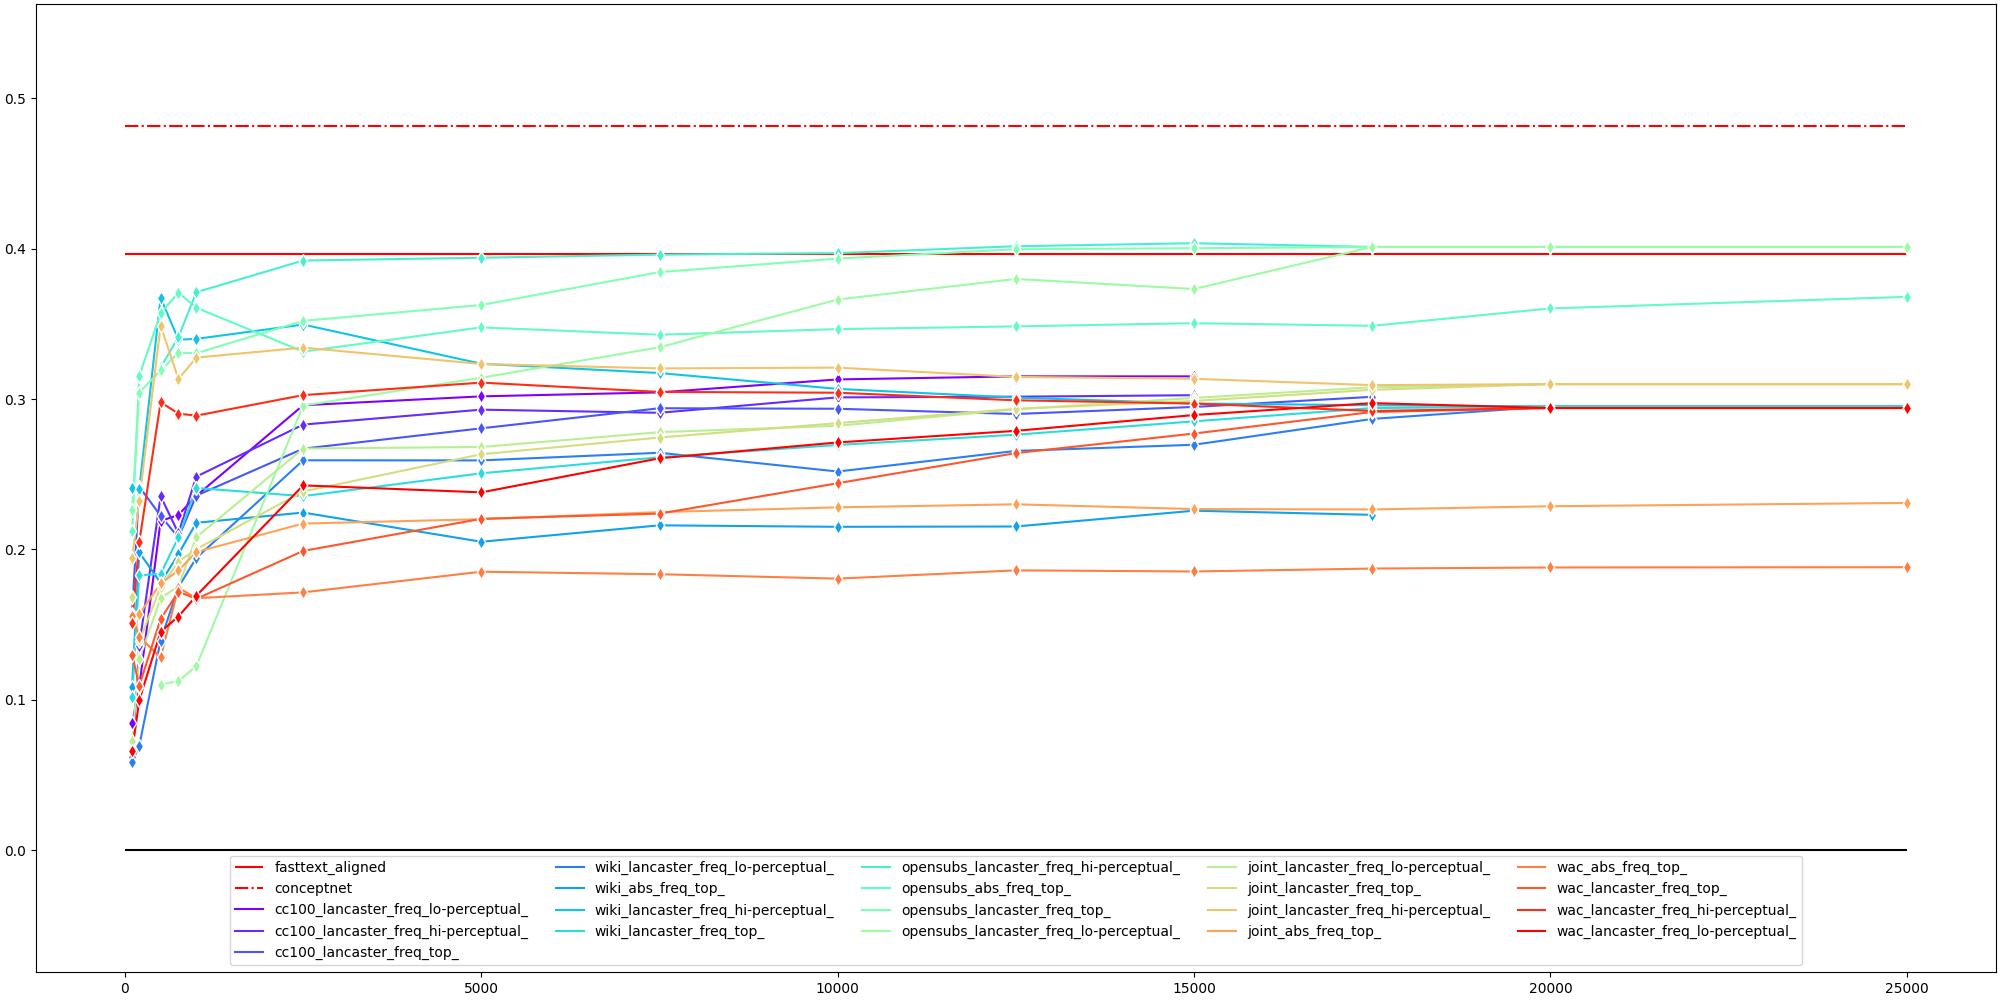 0.5
0.4
0.3
0.2
0.1
0.0
fasttext_aligned
conceptnet
cc100_lancaster_freq_lo-perceptual_
cc100_lancaster_freq_hi-perceptual_
cc100_lancaster_freq_top_
wiki_lancaster_freq_lo-perceptual_
wiki_abs_freq_top_
wiki_lancaster_freq_hi-perceptual_
wiki_lancaster_freq_top_
opensubs_lancaster_freq_hi-perceptual_
opensubs_abs_freq_top_
opensubs_lancaster_freq_top_
opensubs_lancaster_freq_lo-perceptual_
joint_lancaster_freq_lo-perceptual_
joint_lancaster_freq_top_
joint_lancaster_freq_hi-perceptual_
joint_abs_freq_top_
wac_abs_freq_top_
wac_lancaster_freq_top_
wac_lancaster_freq_hi-perceptual_
wac_lancaster_freq_lo-perceptual_
0 5000 10000 15000 20000 25000